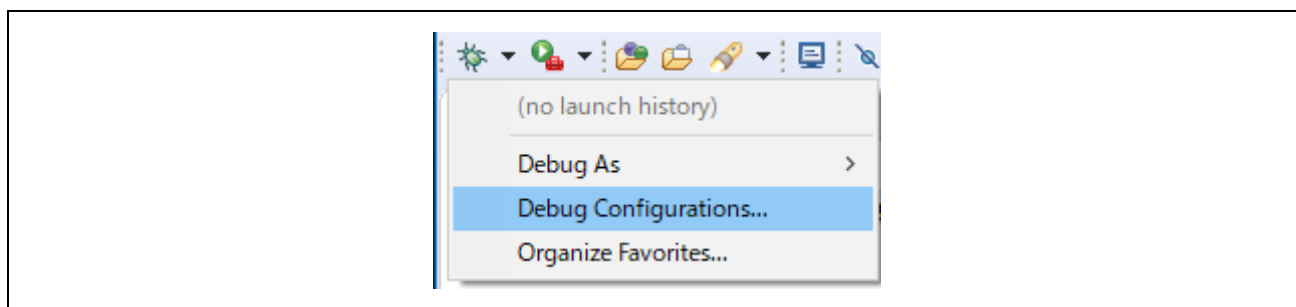 (no launch history)
Debug As
Debug Configurations...
Organize Favorites...